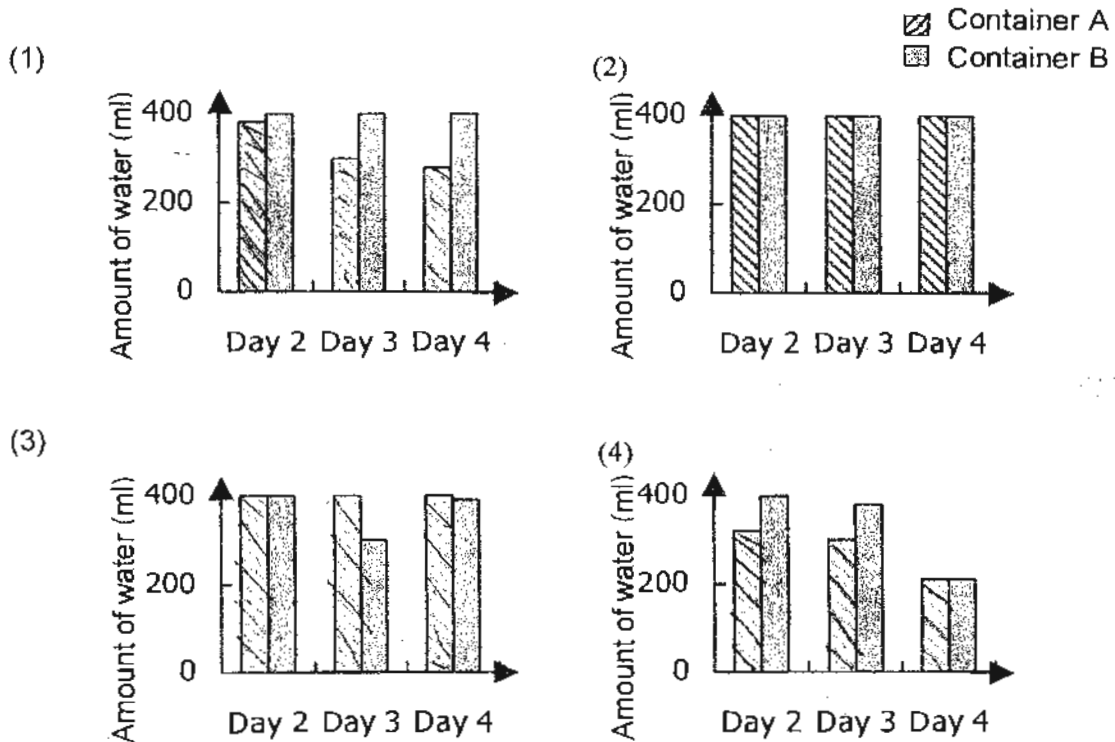 Container A
Container B
(1)
Amount of water (ml)
400
200
0
Day 2 Day 3 Day 4
(2)
Amount of water (ml)
400
200
0
Day 2 Day 3 Day 4
(3)
Amount of water (ml)
400
200
0
Day 2 Day 3 Day 4
(4)
Amount of water (ml)
400
200
0
Day 2 Day 3 Day 4